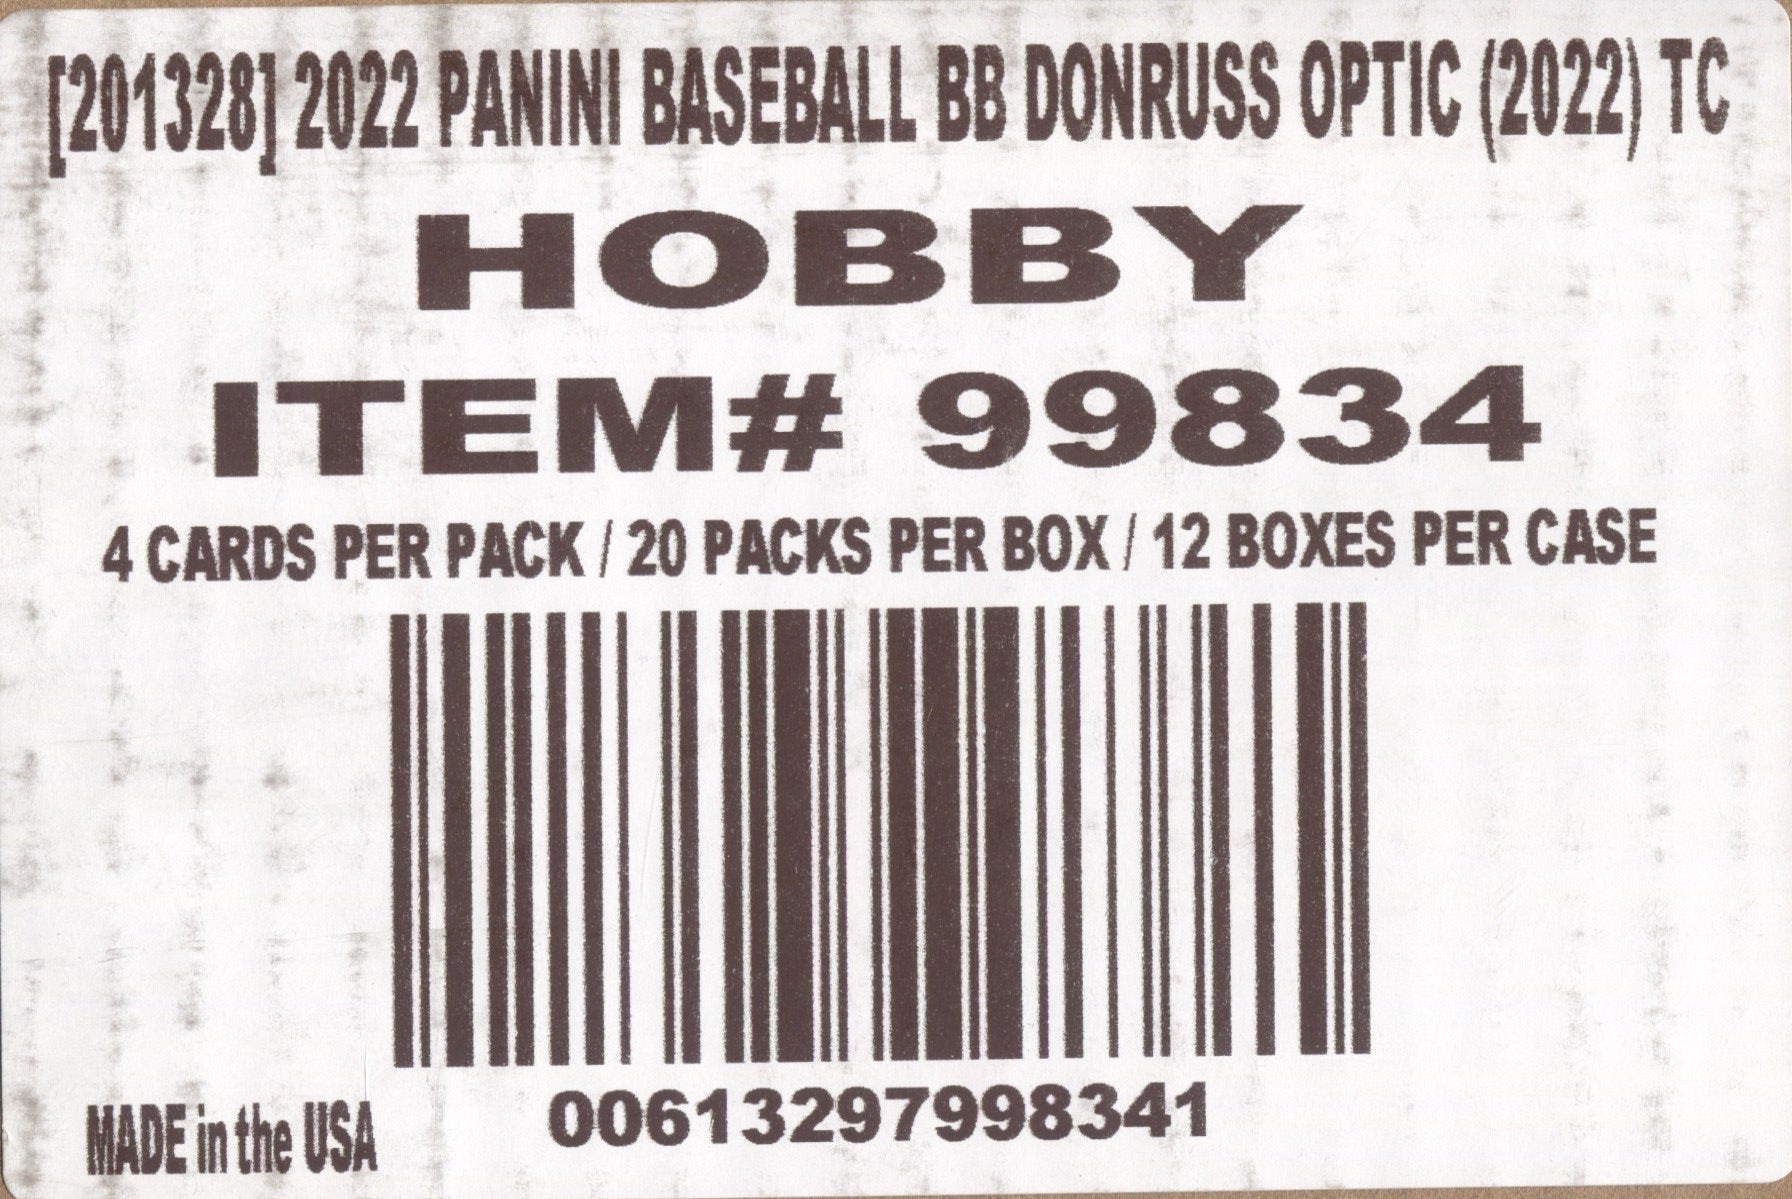 [201328] 2022 PANINI BASEBALL BB DONRUSS OPTIC (2022) TC
HOBBY
ITEM# 99834
4 CARDS PER PACK / 20 PACKS PER BOX / 12 BOXES PER CASE
00613297998341
MADE in the USA